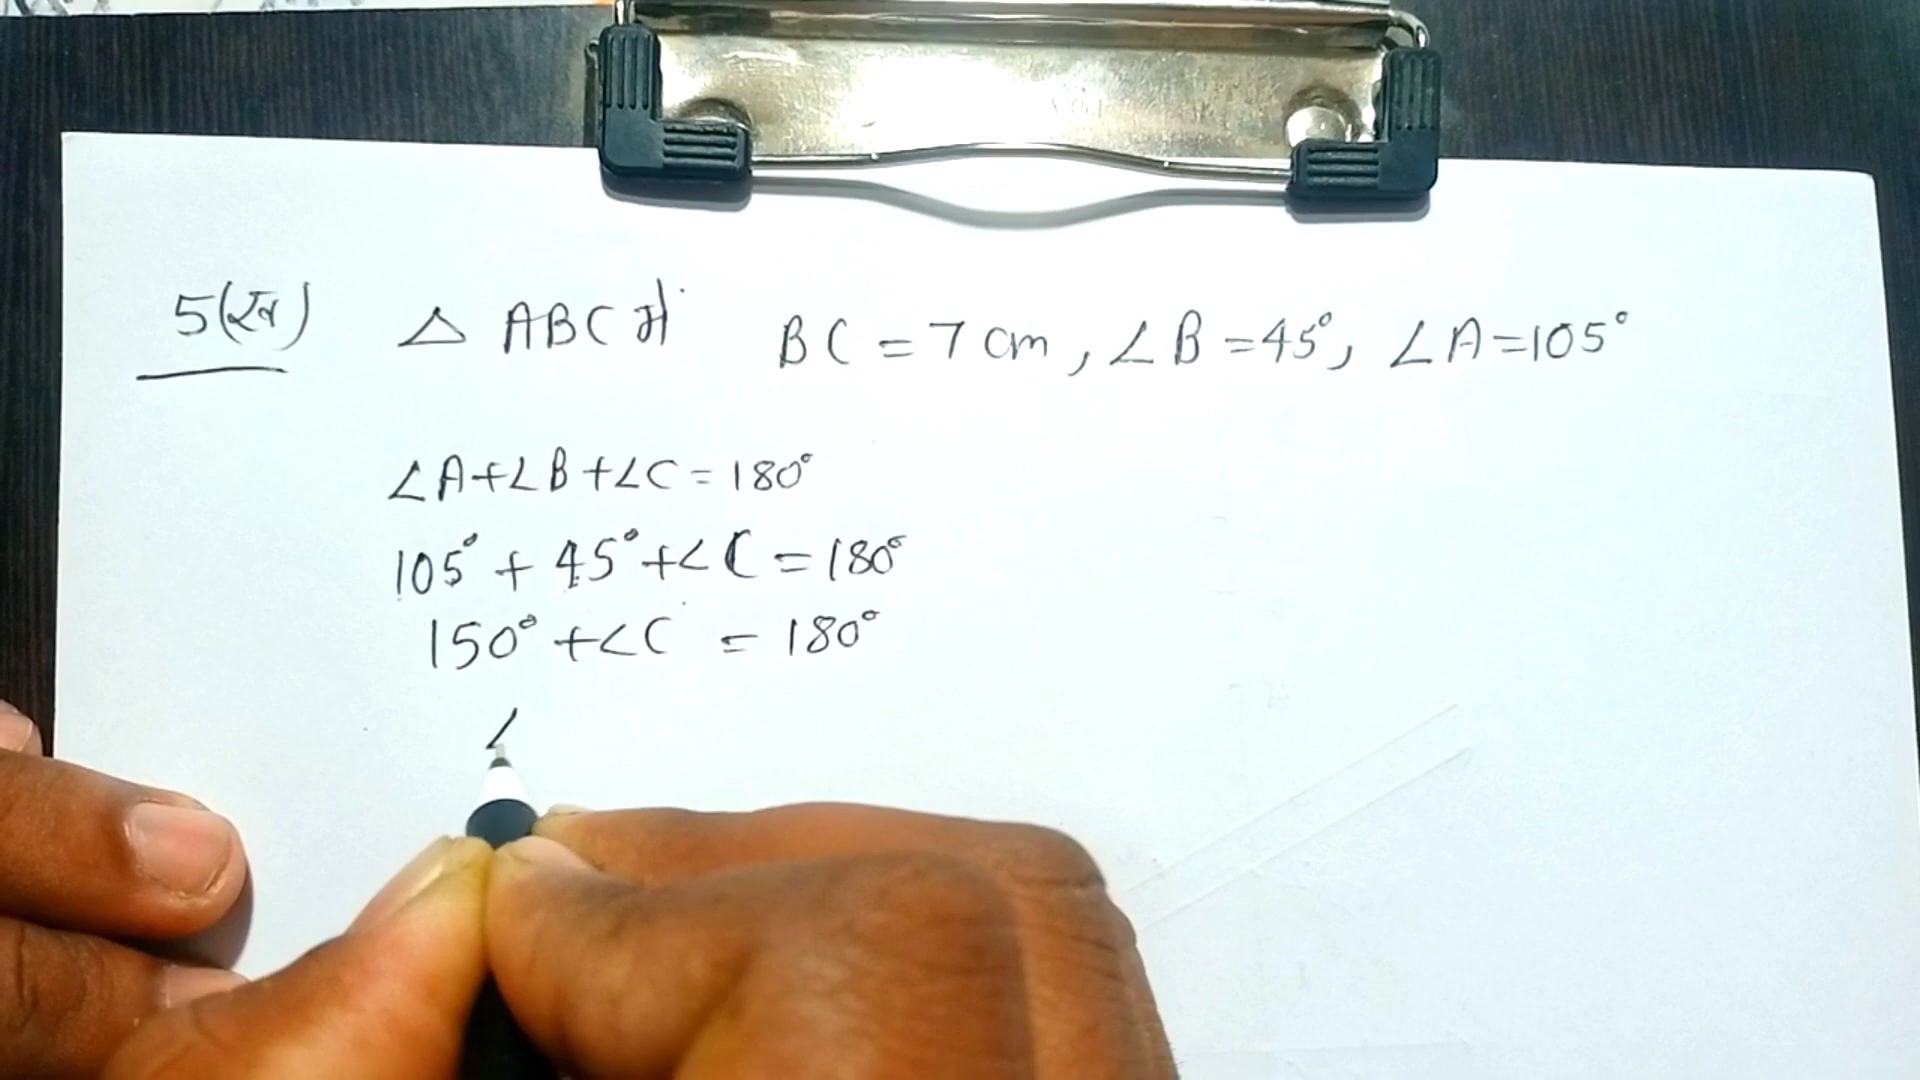 5(ख) △ ABC में BC = 7 cm, ∠B = 45°, ∠A = 105°
∠A + ∠B + ∠C = 180°
105° + 45° + ∠C = 180°
150° + ∠C = 180°
∠